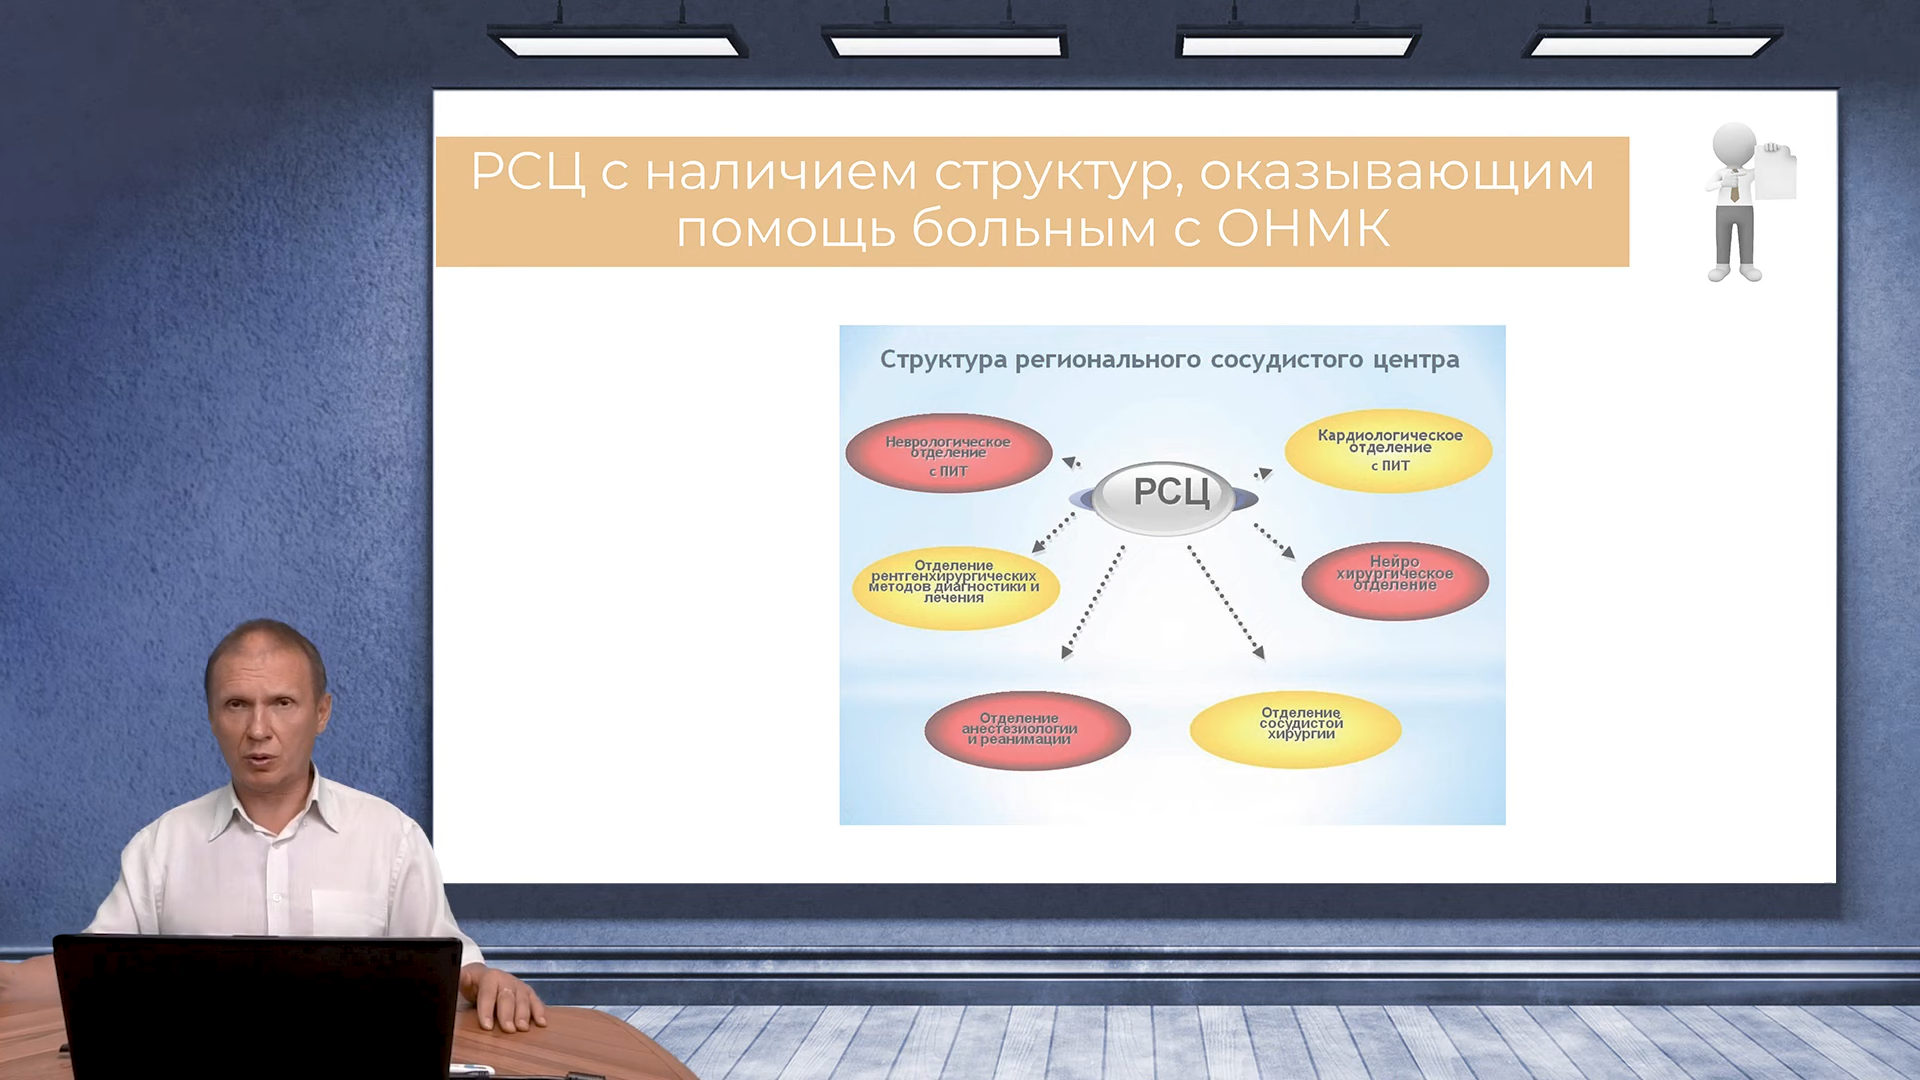 РСЦ с наличием структур, оказывающим
помощь больным с ОНМК
Структура регионального сосудистого центра
Неврологическое
отделение
с ПИТ
Кардиологическое
отделение
с ПИТ
РСЦ
Отделение
рентгенхирургических
методов диагностики и
лечения
Нейро
хирургическое
отделение
Отделение
анестезиологии
и реанимации
Отделение
сосудистой
хирургии